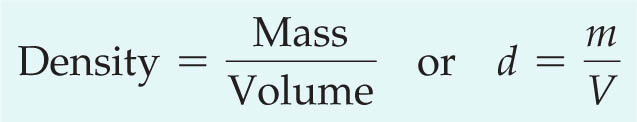 Density = Mass / Volume or d = m / V